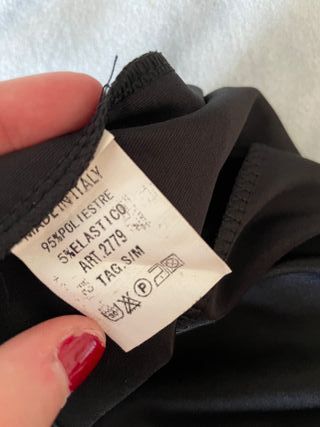 MADE IN ITALY
95%POLIESTRE
5%ELASTICO
ART.2779
TAG.S/M
P